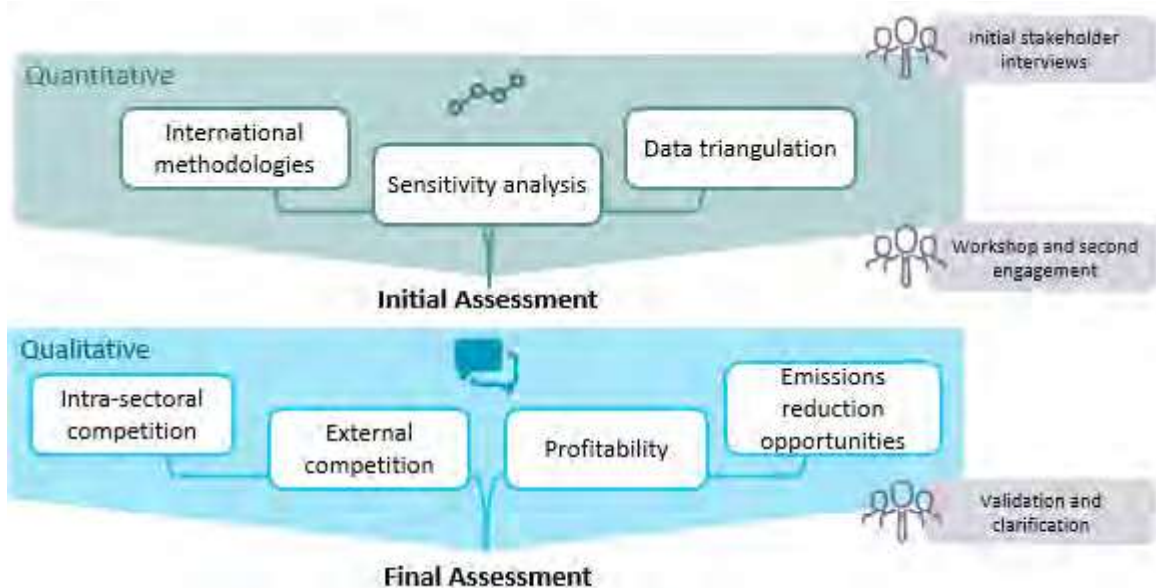 Initial stakeholder
interviews
Quantitative
International
methodologies
Sensitivity analysis
Data triangulation
Workshop and second
engagement
Initial Assessment
Qualitative
Intra-sectoral
competition
External
competition
Profitability
Emissions
reduction
opportunities
Validation and
clarification
Final Assessment